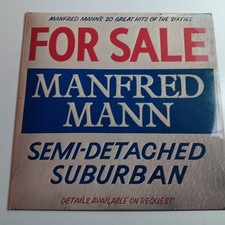 MANFRED MANN'S 20 GREAT HITS OF THE SIXTIES
FOR SALE
MANFRED
MANN
SEMI-DETACHED
SUBURBAN
"DETAILS AVAILABLE ON REQUEST"